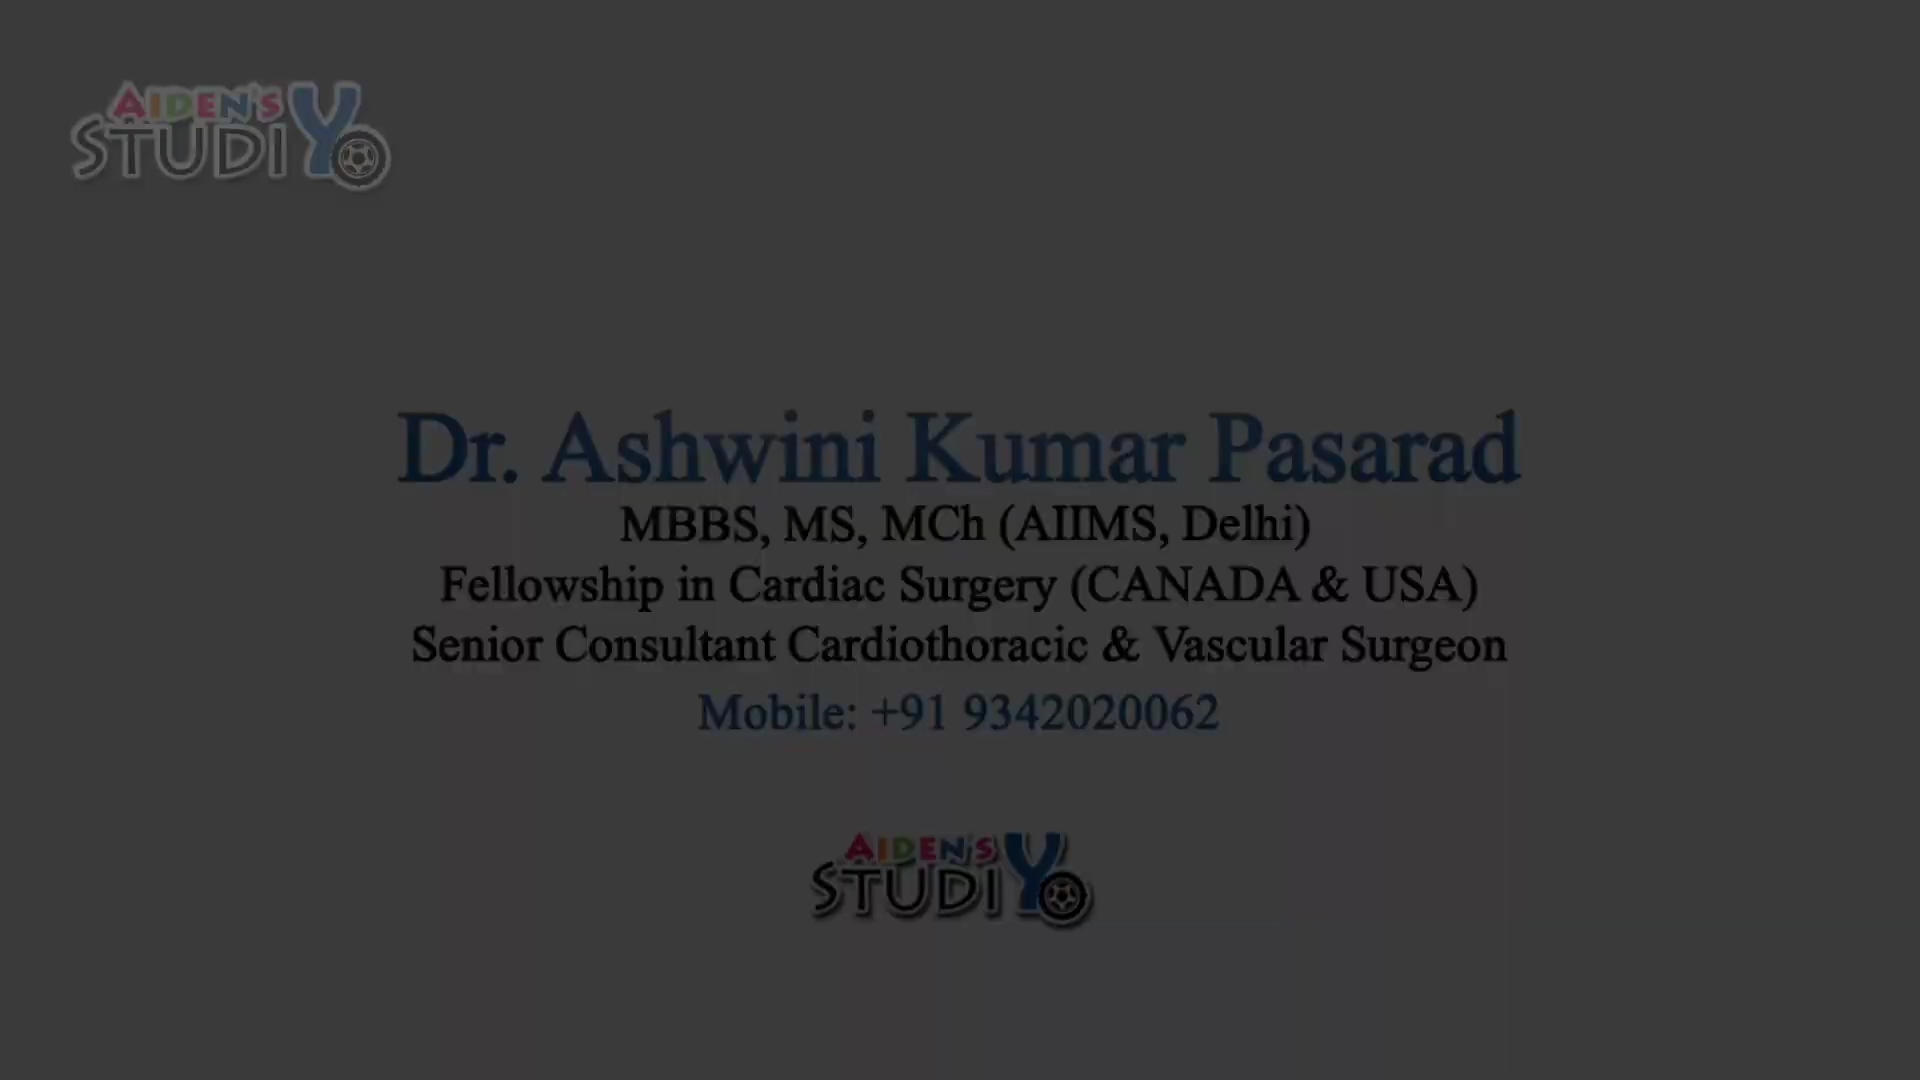 AIDEN'S
STUDIYO
Dr. Ashwini Kumar Pasarad
MBBS, MS, MCh (AIIMS, Delhi)
Fellowship in Cardiac Surgery (CANADA & USA)
Senior Consultant Cardiothoracic & Vascular Surgeon
Mobile: +91 9342020062
AIDEN'S
STUDIYO